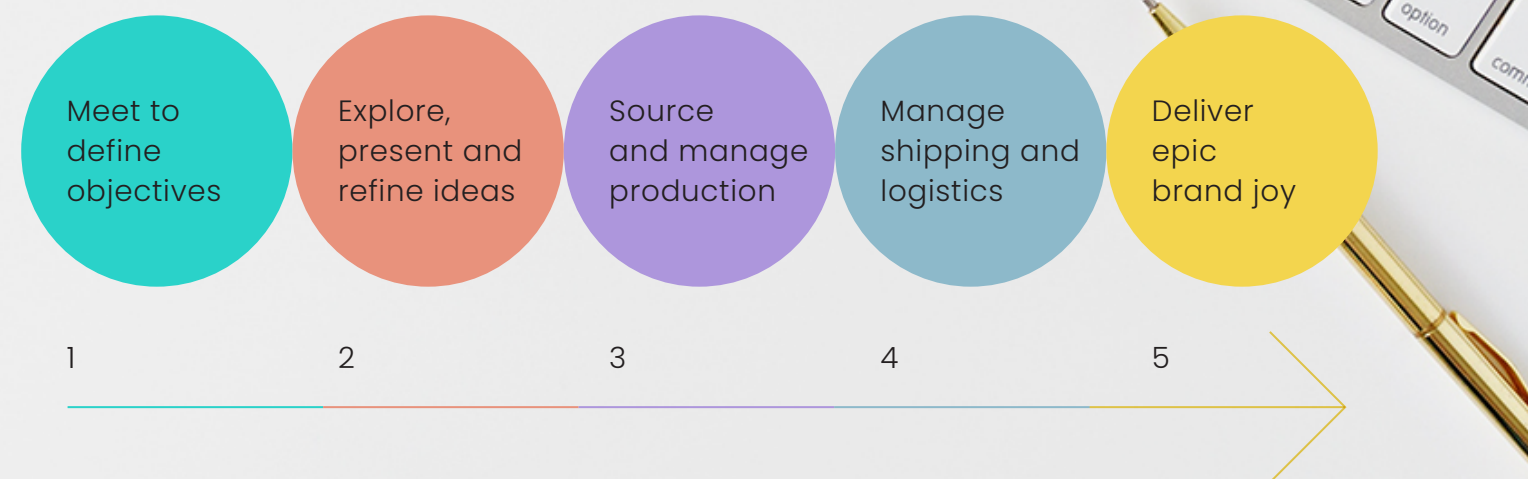 Meet to
define
objectives
Explore,
present and
refine ideas
Source
and manage
production
Manage
shipping and
logistics
Deliver
epic
brand joy
1
2
3
4
5
option